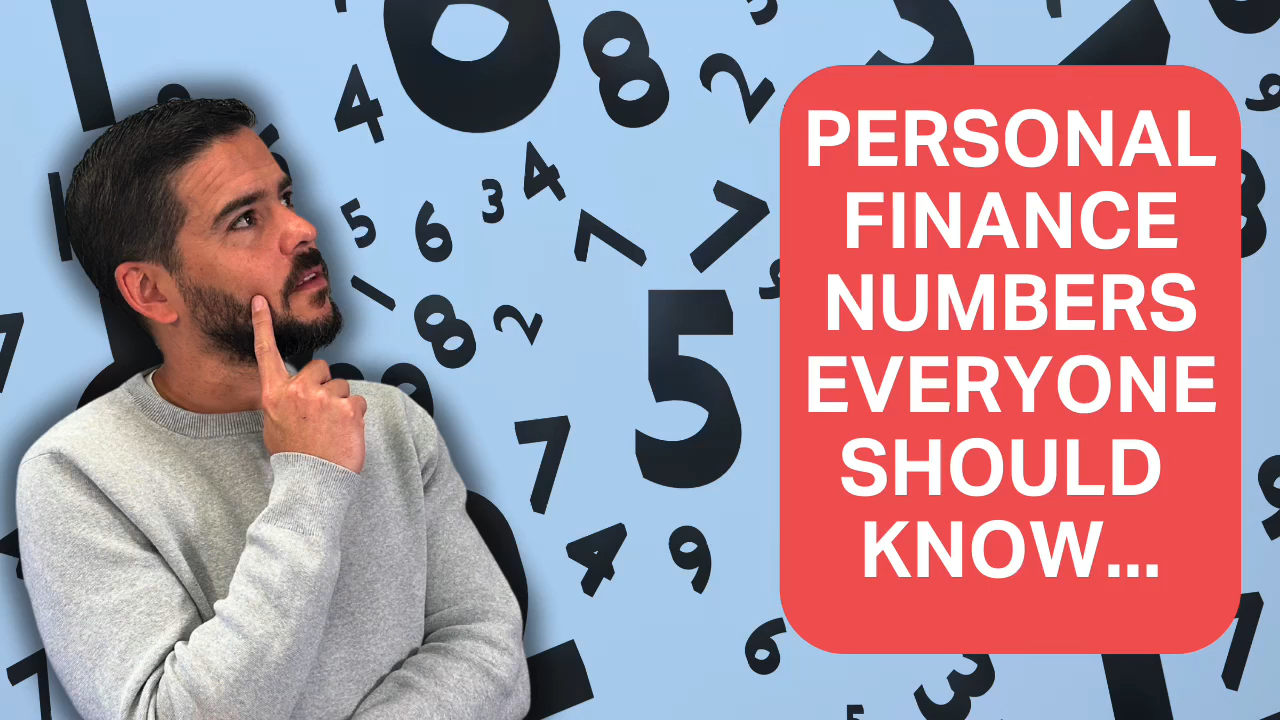 PERSONAL
FINANCE
NUMBERS
EVERYONE
SHOULD
KNOW...